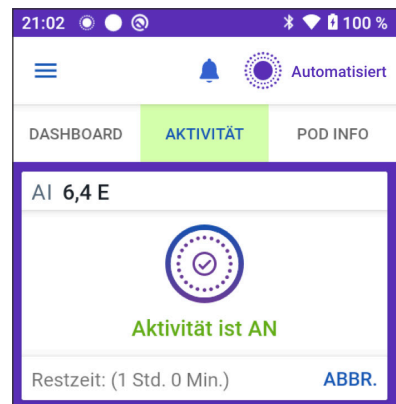 21:02 100 %
Automatisiert
DASHBOARD AKTIVITÄT POD INFO
AI 6,4 E
Aktivität ist AN
Restzeit: (1 Std. 0 Min.) ABBR.